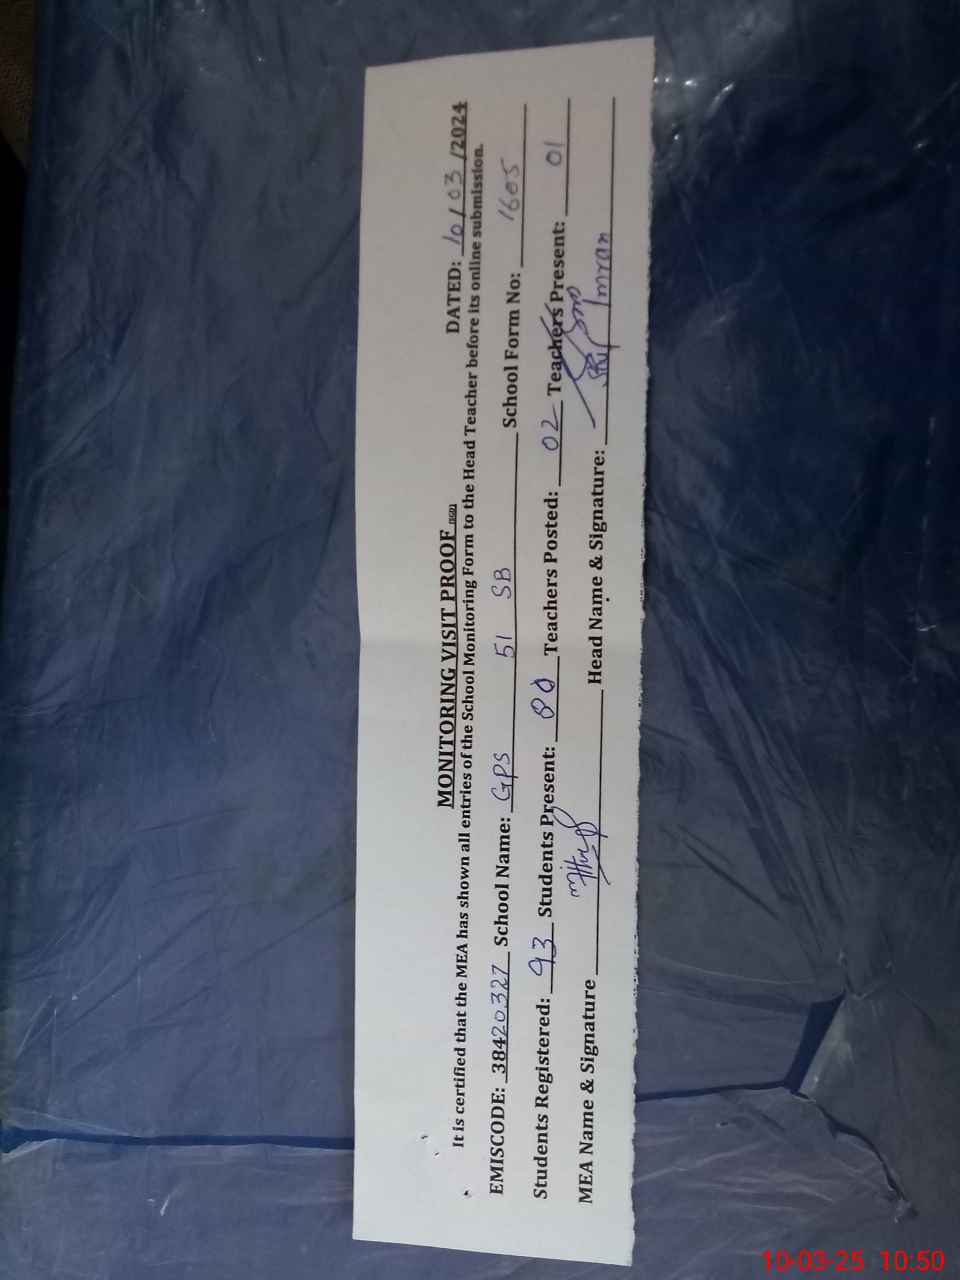 MONITORING VISIT PROOF
DATED: 10/03/2024
It is certified that the MEA has shown all entries of the School Monitoring Form to the Head Teacher before its online submission.
EMISCODE: 38420327 School Name: GPS 51 SB School Form No: 1605
Students Registered: 93 Students Present: 80 Teachers Posted: 02 Teachers Present: 01
MEA Name & Signature Head Name & Signature: Imran
10-03-25 10:50